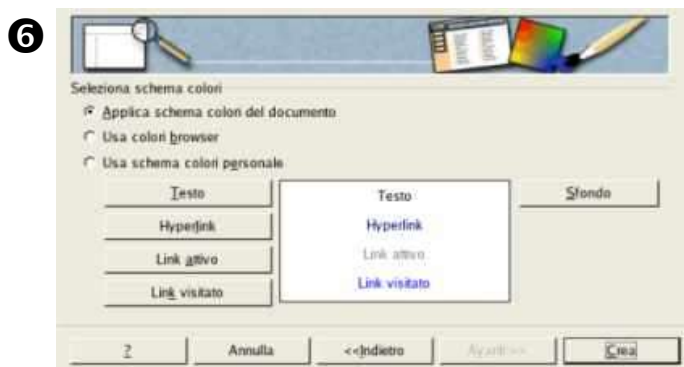 ❻
Seleziona schema colori
Applica schema colori del documento
Usa colori browser
Usa schema colori personale
Testo
Testo
Sfondo
Hyperlink
Hyperlink
Link attivo
Link attivo
Link visitato
Link visitato
? Annulla <<Indietro Avanti>> Crea